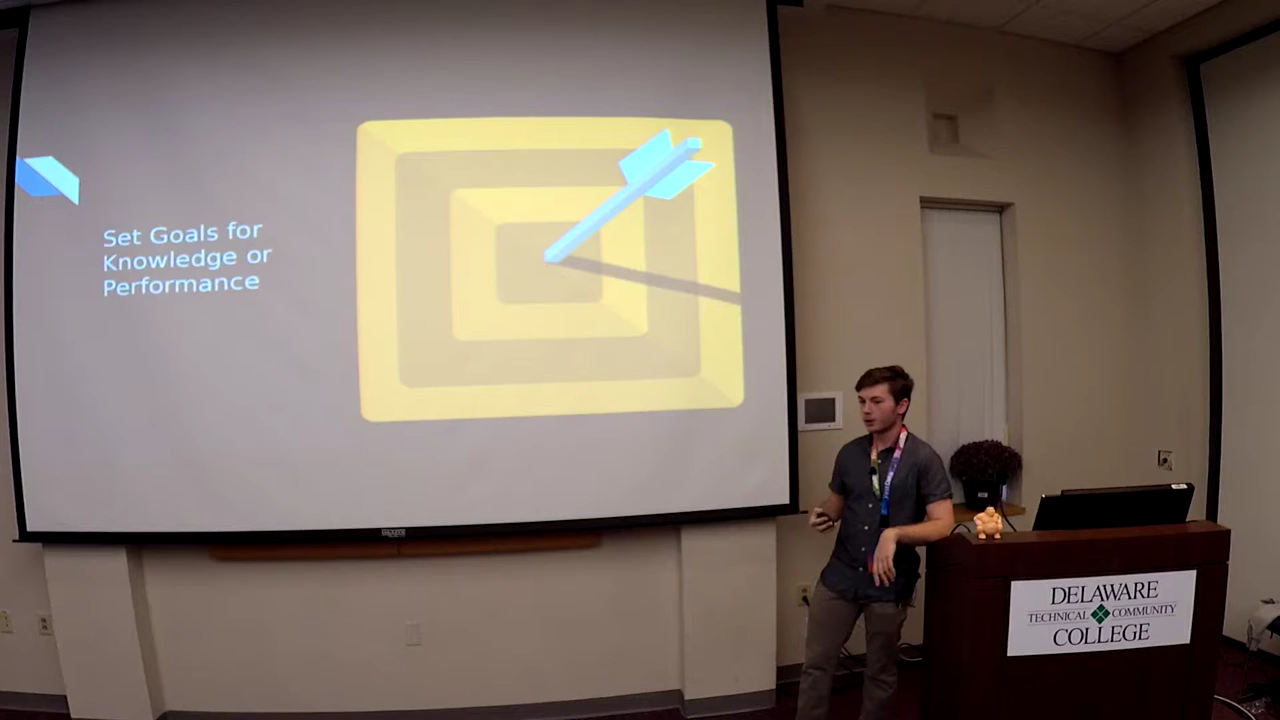 Set Goals for
Knowledge or
Performance
DELAWARE
TECHNICAL COMMUNITY
COLLEGE